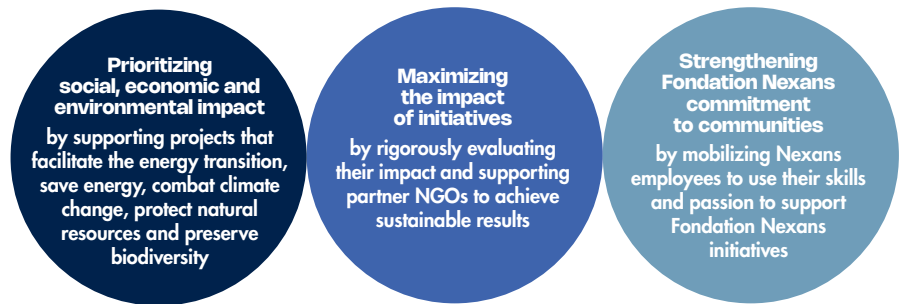 Prioritizing
social, economic and
environmental impact
by supporting projects that
facilitate the energy transition,
save energy, combat climate
change, protect natural
resources and preserve
biodiversity
Maximizing
the impact
of initiatives
by rigorously evaluating
their impact and supporting
partner NGOs to achieve
sustainable results
Strengthening
Fondation Nexans
commitment
to communities
by mobilizing Nexans
employees to use their skills
and passion to support
Fondation Nexans
initiatives